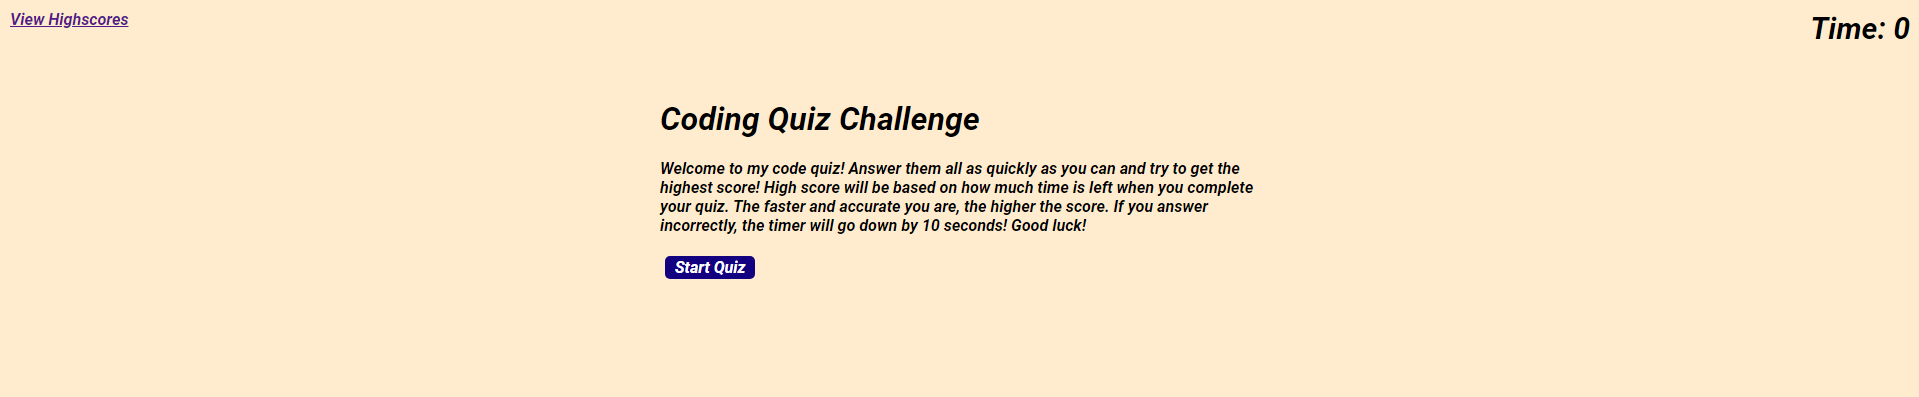 View Highscores
Time: 0
Coding Quiz Challenge
Welcome to my code quiz! Answer them all as quickly as you can and try to get the
highest score! High score will be based on how much time is left when you complete
your quiz. The faster and accurate you are, the higher the score. If you answer
incorrectly, the timer will go down by 10 seconds! Good luck!
Start Quiz